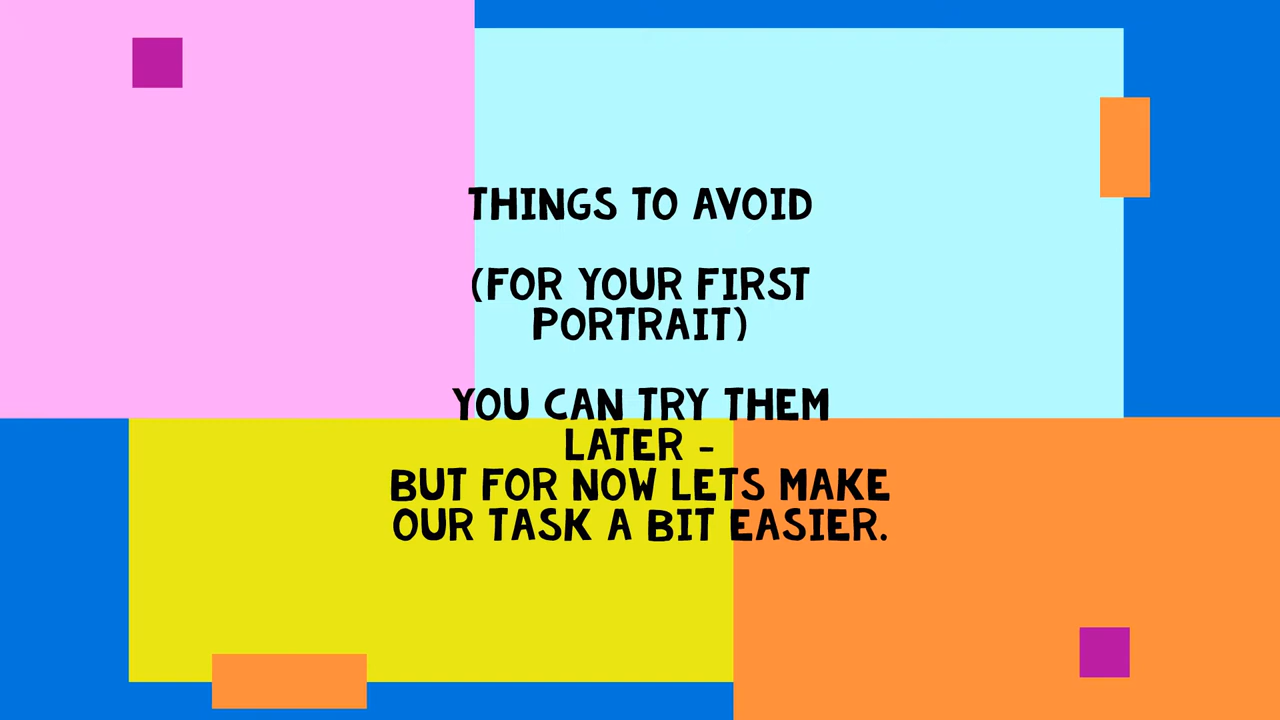 THINGS TO AVOID
(FOR YOUR FIRST
PORTRAIT)
YOU CAN TRY THEM
LATER -
BUT FOR NOW LETS MAKE
OUR TASK A BIT EASIER.